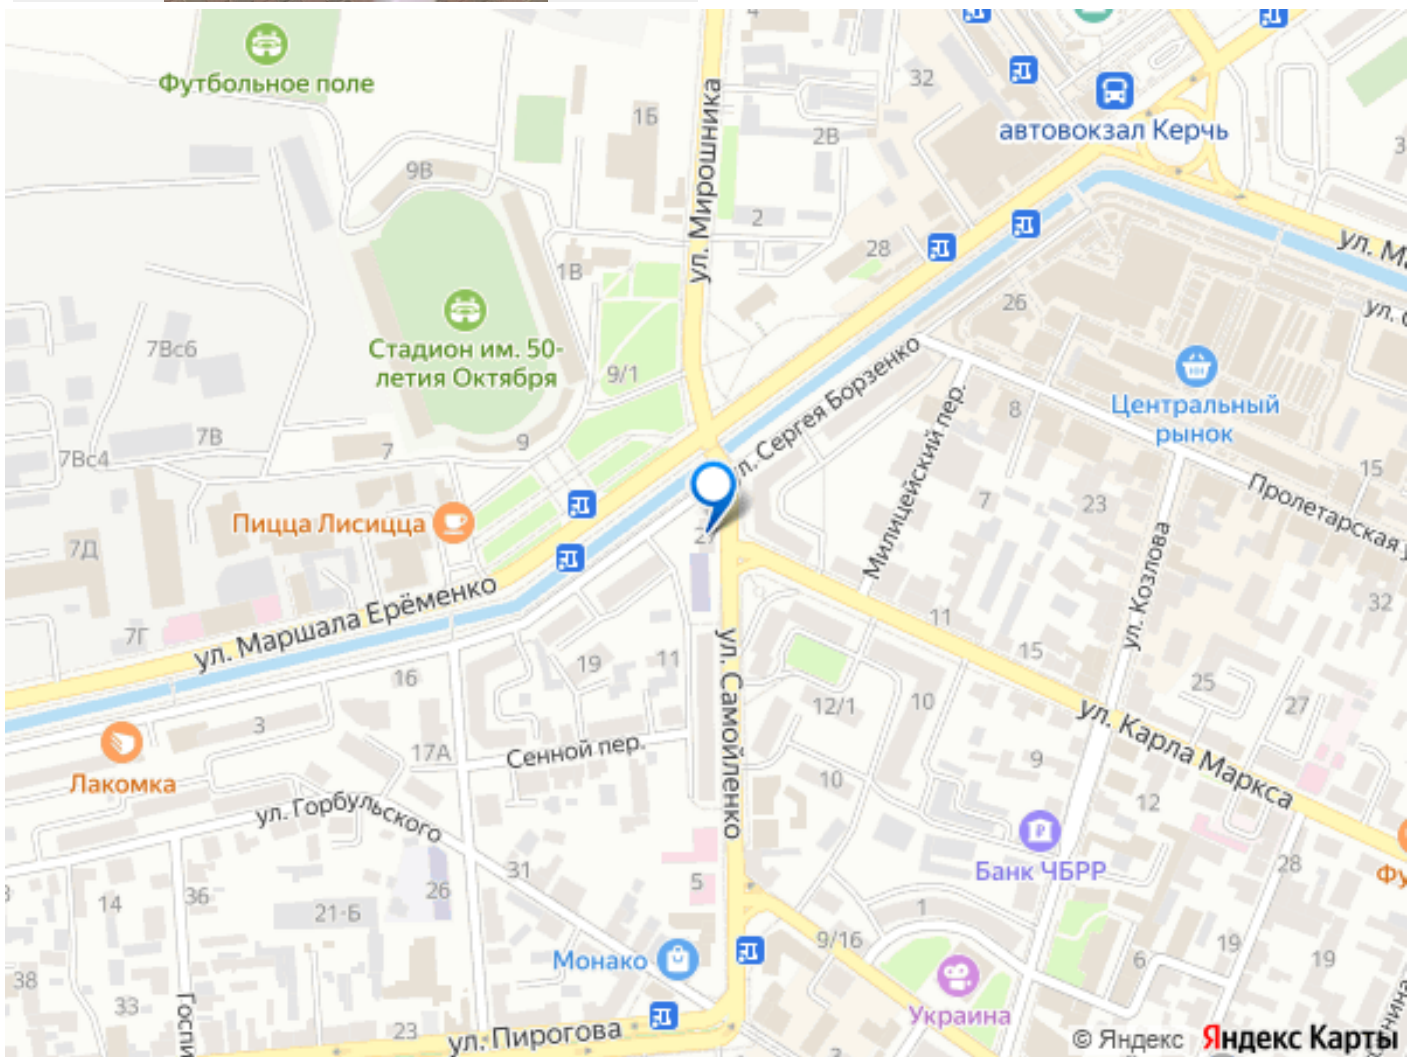 Футбольное поле
32
автовокзал Керчь
1Б
2В
9В
ул. Мирошника
2
28
1В
26
Стадион им. 50-
летия Октября
7Вс6
9/1
ул. Сергея Борзенко
Центральный
рынок
8
Милицейский пер.
7В
7
9
7Вс4
15
Пролетарская
7
23
Пицца Лисицца
7Д
ул. Козлова
32
ул. Маршала Ерёменко
7Г
11
15
19
11
16
ул. Самойленко
25
27
12/1
10
ул. Карла Маркса
3
17А
Сенной пер.
9
10
12
Лакомка
ул. Горбульского
Банк ЧБРР
28
31
5
36
26
14
21-Б
1
9/16
19
6
19
Монако
38
33
Украина
23
ул. Пирогова
© Яндекс Яндекс Карты